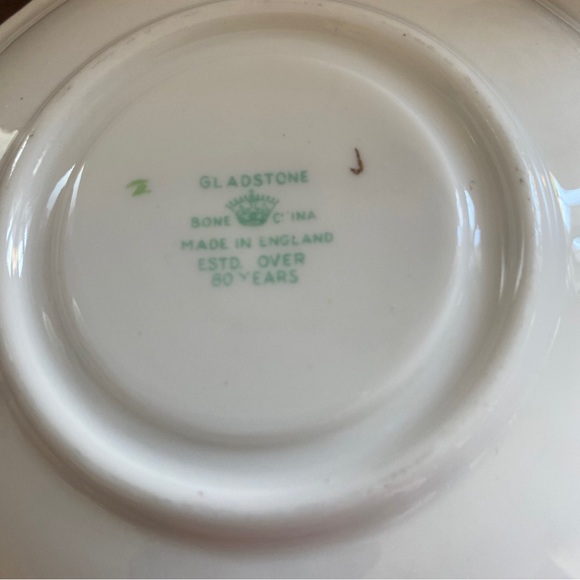 GLADSTONE
BONE CHINA
MADE IN ENGLAND
ESTD. OVER
80 YEARS
J